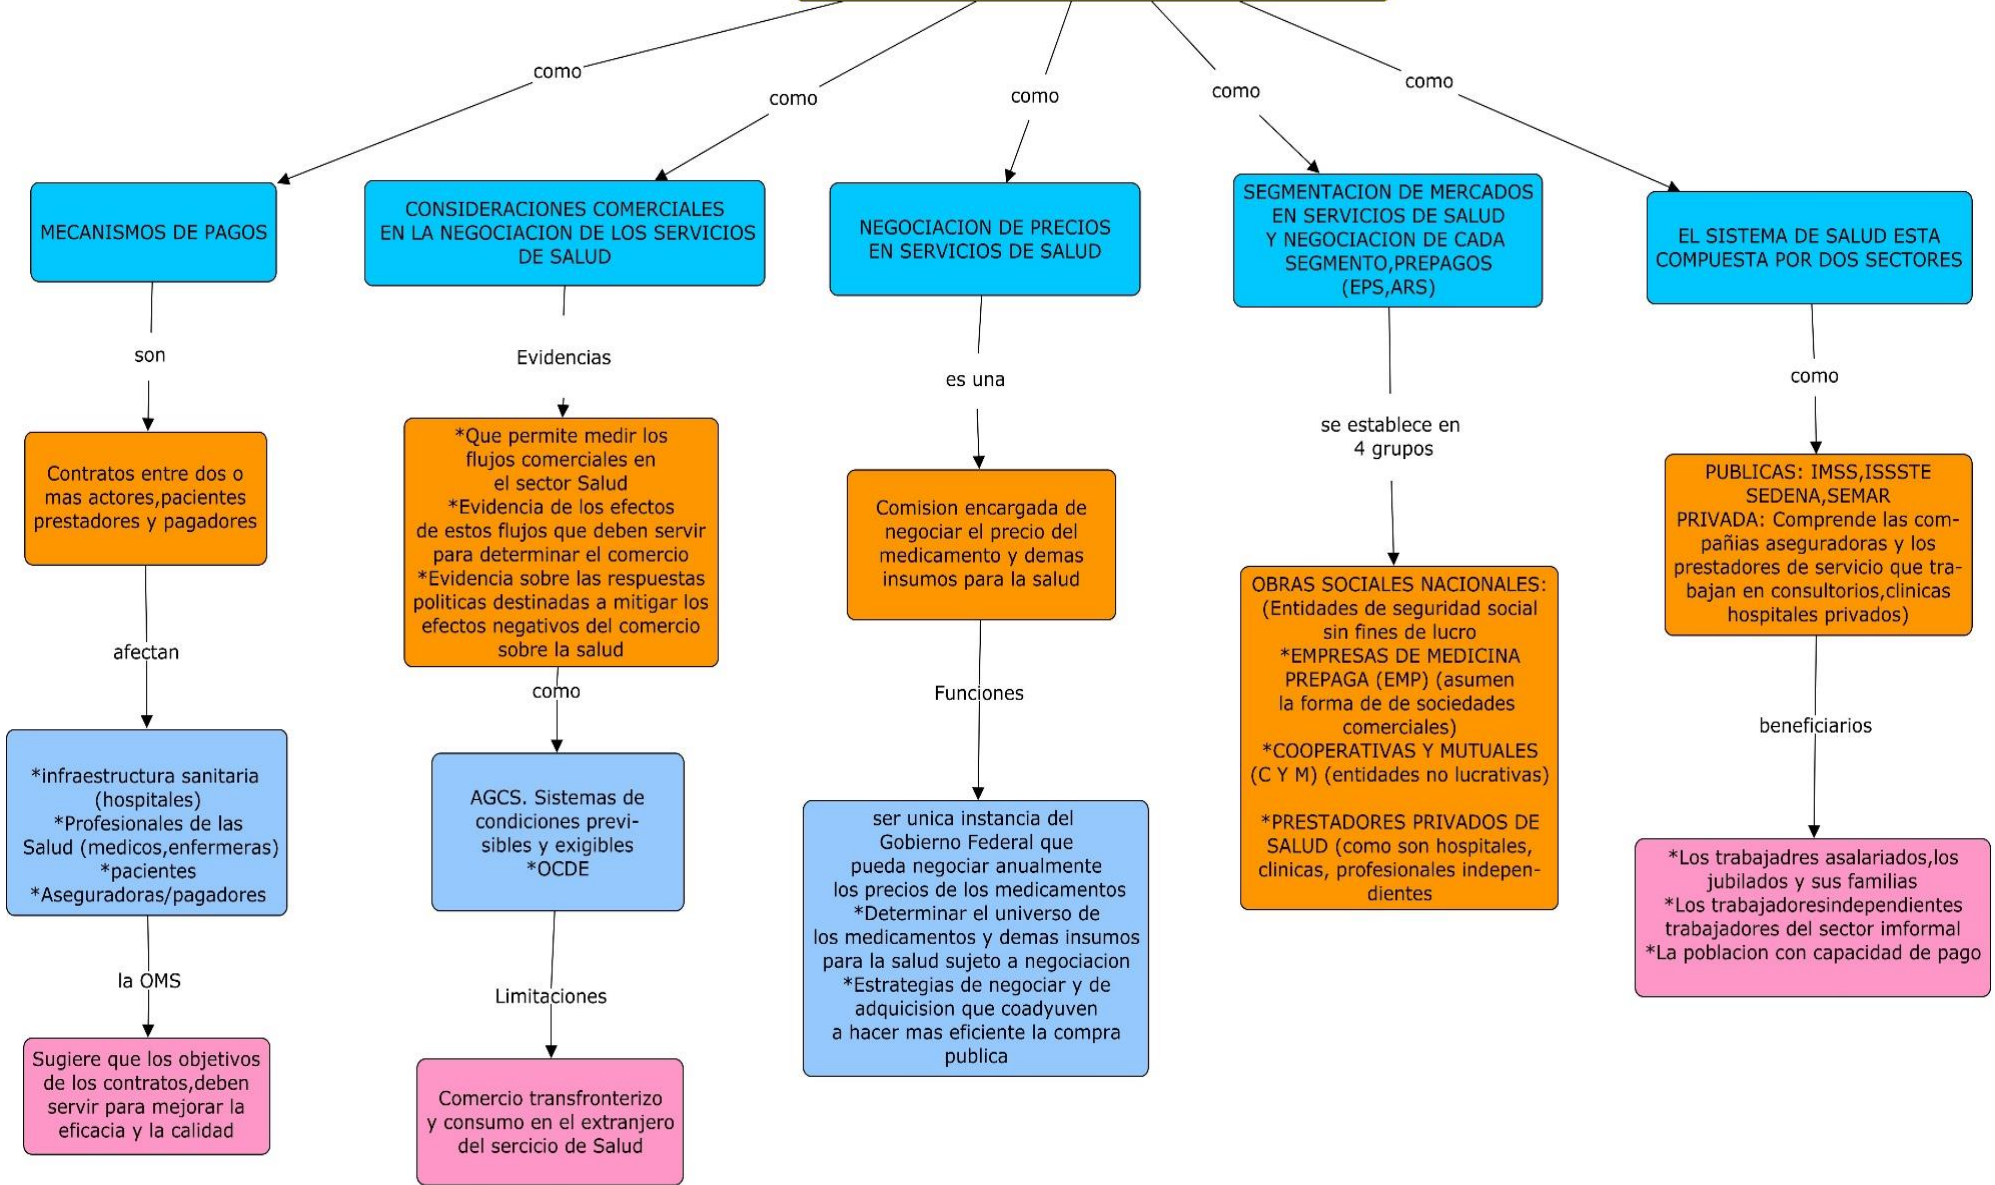 como
como
como
como
como
MECANISMOS DE PAGOS
son
Contratos entre dos o
mas actores,pacientes
prestadores y pagadores
afectan
*infraestructura sanitaria
(hospitales)
*Profesionales de las
Salud (medicos,enfermeras)
*pacientes
*Aseguradoras/pagadores
la OMS
Sugiere que los objetivos
de los contratos,deben
servir para mejorar la
eficacia y la calidad
CONSIDERACIONES COMERCIALES
EN LA NEGOCIACION DE LOS SERVICIOS
DE SALUD
Evidencias
*Que permite medir los
flujos comerciales en
el sector Salud
*Evidencia de los efectos
de estos flujos que deben servir
para determinar el comercio
*Evidencia sobre las respuestas
politicas destinadas a mitigar los
efectos negativos del comercio
sobre la salud
como
AGCS. Sistemas de
condiciones previ-
sibles y exigibles
*OCDE
Limitaciones
Comercio transfronterizo
y consumo en el extranjero
del sercicio de Salud
NEGOCIACION DE PRECIOS
EN SERVICIOS DE SALUD
es una
Comision encargada de
negociar el precio del
medicamento y demas
insumos para la salud
Funciones
ser unica instancia del
Gobierno Federal que
pueda negociar anualmente
los precios de los medicamentos
*Determinar el universo de
los medicamentos y demas insumos
para la salud sujeto a negociacion
*Estrategias de negociar y de
adquicision que coadyuven
a hacer mas eficiente la compra
publica
SEGMENTACION DE MERCADOS
EN SERVICIOS DE SALUD
Y NEGOCIACION DE CADA
SEGMENTO,PREPAGOS
(EPS,ARS)
se establece en
4 grupos
OBRAS SOCIALES NACIONALES:
(Entidades de seguridad social
sin fines de lucro
*EMPRESAS DE MEDICINA
PREPAGA (EMP) (asumen
la forma de de sociedades
comerciales)
*COOPERATIVAS Y MUTUALES
(C Y M) (entidades no lucrativas)
*PRESTADORES PRIVADOS DE
SALUD (como son hospitales,
clinicas, profesionales indepen-
dientes
EL SISTEMA DE SALUD ESTA
COMPUESTA POR DOS SECTORES
como
PUBLICAS: IMSS,ISSSTE
SEDENA,SEMAR
PRIVADA: Comprende las com-
pañias aseguradoras y los
prestadores de servicio que tra-
bajan en consultorios,clinicas
hospitales privados)
beneficiarios
*Los trabajadres asalariados,los
jubilados y sus familias
*Los trabajadoresindependientes
trabajadores del sector imformal
*La poblacion con capacidad de pago